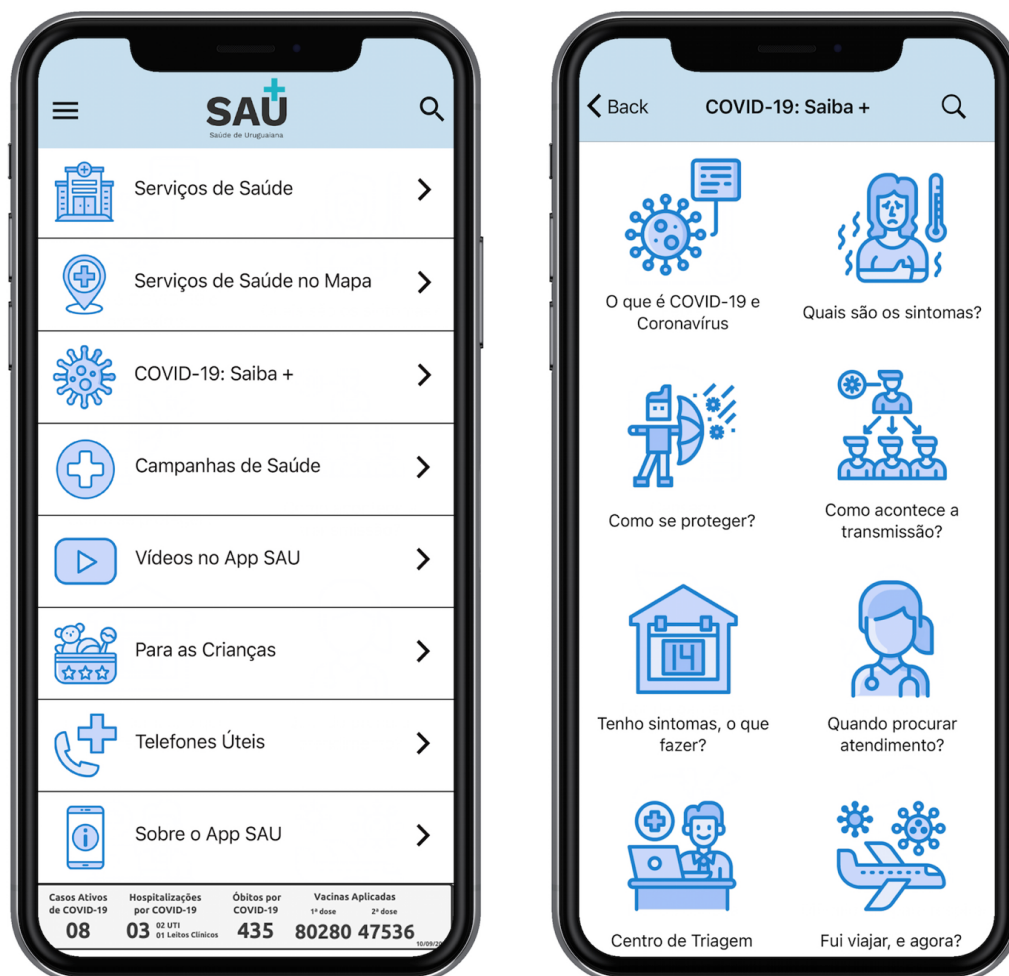 SAU
Saúde de Uruguaiana
Serviços de Saúde
Serviços de Saúde no Mapa
COVID-19: Saiba +
Campanhas de Saúde
Vídeos no App SAU
Para as Crianças
Telefones Úteis
Sobre o App SAU
Casos Ativos
de COVID-19
08
Hospitalizações
por COVID-19
03
02 UTI
01 Leitos Clínicos
Óbitos por
COVID-19
435
Vacinas Aplicadas
1ª dose
2ª dose
80280
47536
Back
COVID-19: Saiba +
O que é COVID-19 e
Coronavírus
Quais são os sintomas?
Como se proteger?
Como acontece a
transmissão?
14
Tenho sintomas, o que
fazer?
Quando procurar
atendimento?
Centro de Triagem
Fui viajar, e agora?